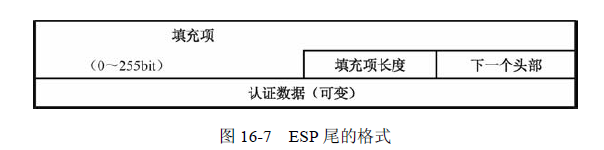 填充项
（0～255bit） 填充项长度 下一个头部
认证数据（可变）
图 16-7 ESP 尾的格式